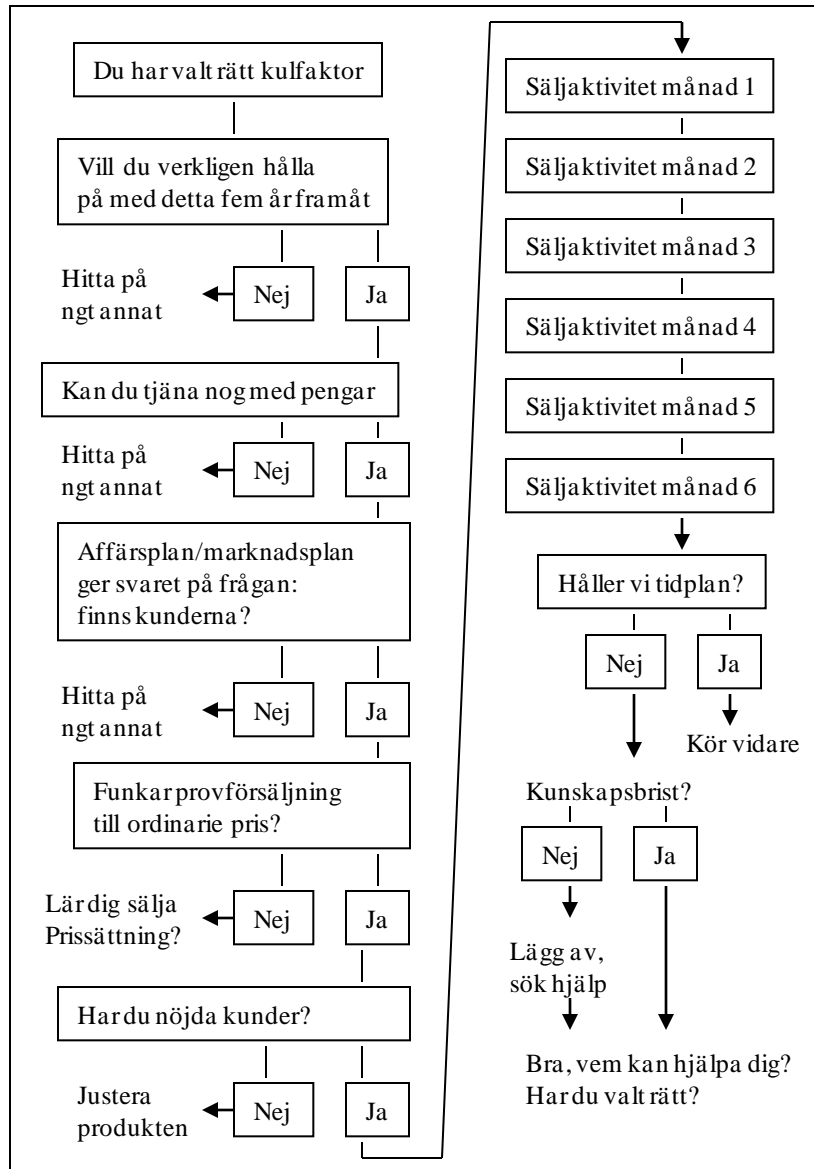 Du har valt rätt kulfaktor
Vill du verkligen hålla
på med detta fem år framåt
Hitta på
ngt annat
Nej
Ja
Kan du tjäna nog med pengar
Hitta på
ngt annat
Nej
Ja
Affärsplan/marknadsplan
ger svaret på frågan:
finns kunderna?
Hitta på
ngt annat
Nej
Ja
Funkar provförsäljning
till ordinarie pris?
Lär dig sälja
Prissättning?
Nej
Ja
Har du nöjda kunder?
Justera
produkten
Nej
Ja
Säljaktivitet månad 1
Säljaktivitet månad 2
Säljaktivitet månad 3
Säljaktivitet månad 4
Säljaktivitet månad 5
Säljaktivitet månad 6
Håller vi tidplan?
Nej
Ja
Kör vidare
Kunskapsbrist?
Nej
Ja
Lägg av,
sök hjälp
Bra, vem kan hjälpa dig?
Har du valt rätt?